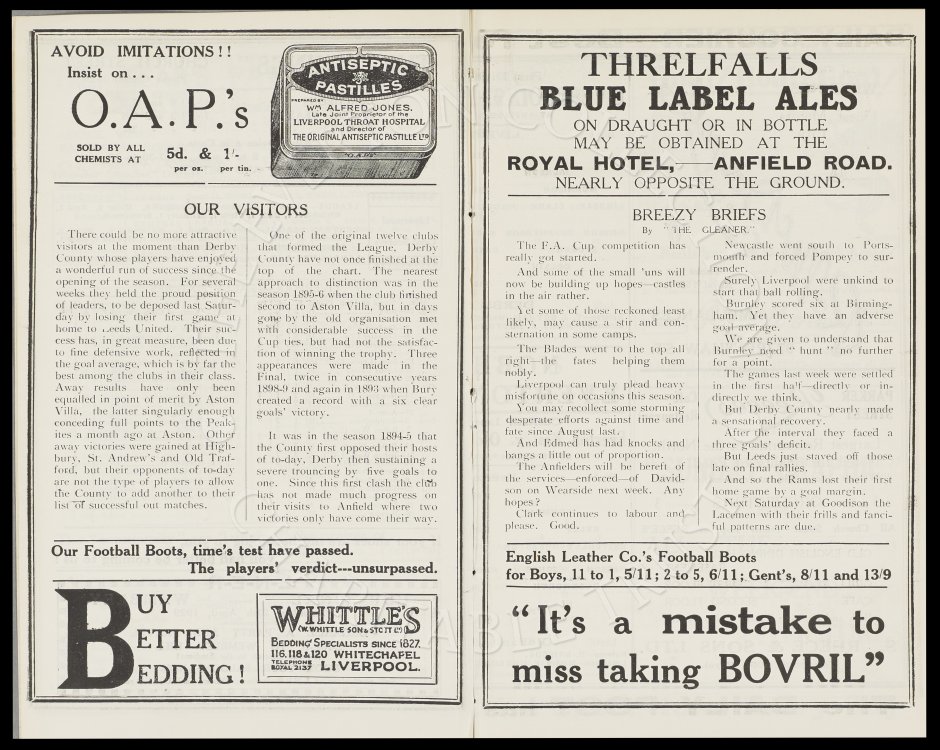 AVOID IMITATIONS!!
Insist on . . .
O.A.P.'s
SOLD BY ALL
CHEMISTS AT
5d. & 1/-
per oz. per tin.
ANTISEPTIC
PASTILLES
PREPARED BY
Wm ALFRED JONES.
Late Joint Proprietor of the
LIVERPOOL THROAT HOSPITAL
and Director of
THE ORIGINAL ANTISEPTIC PASTILLE LTD
OUR VISITORS
There could be no more attractive
visitors at the moment than Derby
County whose players have enjoyed
a wonderful run of success since the
opening of the season. For several
weeks they held the proud position
of leaders, to be deposed last Satur-
day by losing their first game at
home to Leeds United. Their suc-
cess has, in great measure, been due
to fine defensive work, reflected in
the goal average, which is by far the
best among the clubs in their class.
Away results have only been
equalled in point of merit by Aston
Villa, the latter singularly enough
conceding full points to the Peak-
ites a month ago at Aston. Other
away victories were gained at High-
bury, St. Andrew's and Old Traf-
ford, but their opponents of to-day
are not the type of players to allow
the County to add another to their
list of successful out matches.
One of the original twelve clubs
that formed the League, Derby
County have not once finished at the
top of the chart. The nearest
approach to distinction was in the
season 1895-6 when the club finished
second to Aston Villa, but in days
gone by the old organisation met
with considerable success in the
Cup ties, but had not the satisfac-
tion of winning the trophy. Three
appearances were made in the
Final, twice in consecutive years
1898-9 and again in 1893 when Bury
created a record with a six clear
goals' victory.
It was in the season 1894-5 that
the County first opposed their hosts
of to-day, Derby then sustaining a
severe trouncing by five goals to
one. Since this first clash the club
has not made much progress on
their visits to Anfield where two
victories only have come their way.
Our Football Boots, time's test have passed.
The players' verdict---unsurpassed.
BUY
BETTER
BEDDING!
WHITTLE'S
(W. WHITTLE SON & STC?T LD)
BEDDING SPECIALISTS SINCE 1827.
116, 118 & 120 WHITECHAPEL
TELEPHONE
ROYAL 2137
LIVERPOOL.
THRELFALLS
BLUE LABEL ALES
ON DRAUGHT OR IN BOTTLE
MAY BE OBTAINED AT THE
ROYAL HOTEL,—ANFIELD ROAD.
NEARLY OPPOSITE THE GROUND.
BREEZY BRIEFS
By "THE GLEANER."
The F.A. Cup competition has
really got started.
And some of the small 'uns will
now be building up hopes—castles
in the air rather.
Yet some of those reckoned least
likely, may cause a stir and con-
sternation in some camps.
The Blades went to the top all
right—the fates helping them
nobly.
Liverpool can truly plead heavy
misfortune on occasions this season.
You may recollect some storming
desperate efforts against time and
fate since August last.
And Edmed has had knocks and
bangs a little out of proportion.
The Anfielders will be bereft of
the services—enforced—of David-
son on Wearside next week. Any
hopes?
Clark continues to labour and
please. Good.
Newcastle went south to Ports-
mouth and forced Pompey to sur-
render.
Surely Liverpool were unkind to
start that ball rolling.
Burnley scored six at Birming-
ham. Yet they have an adverse
goal average.
We are given to understand that
Burnley need "hunt" no further
for a point.
The games last week were settled
in the first half—directly or in-
directly we think.
But Derby County nearly made
a sensational recovery.
After the interval they faced a
three goals' deficit.
But Leeds just staved off those
late on final rallies.
And so the Rams lost their first
home game by a goal margin.
Next Saturday at Goodison the
Lacemen with their frills and fanci-
ful patterns are due.
English Leather Co.'s Football Boots
for Boys, 11 to 1, 5/11; 2 to 5, 6/11; Gent's, 8/11 and 13/9
"It's a mistake to
miss taking BOVRIL"